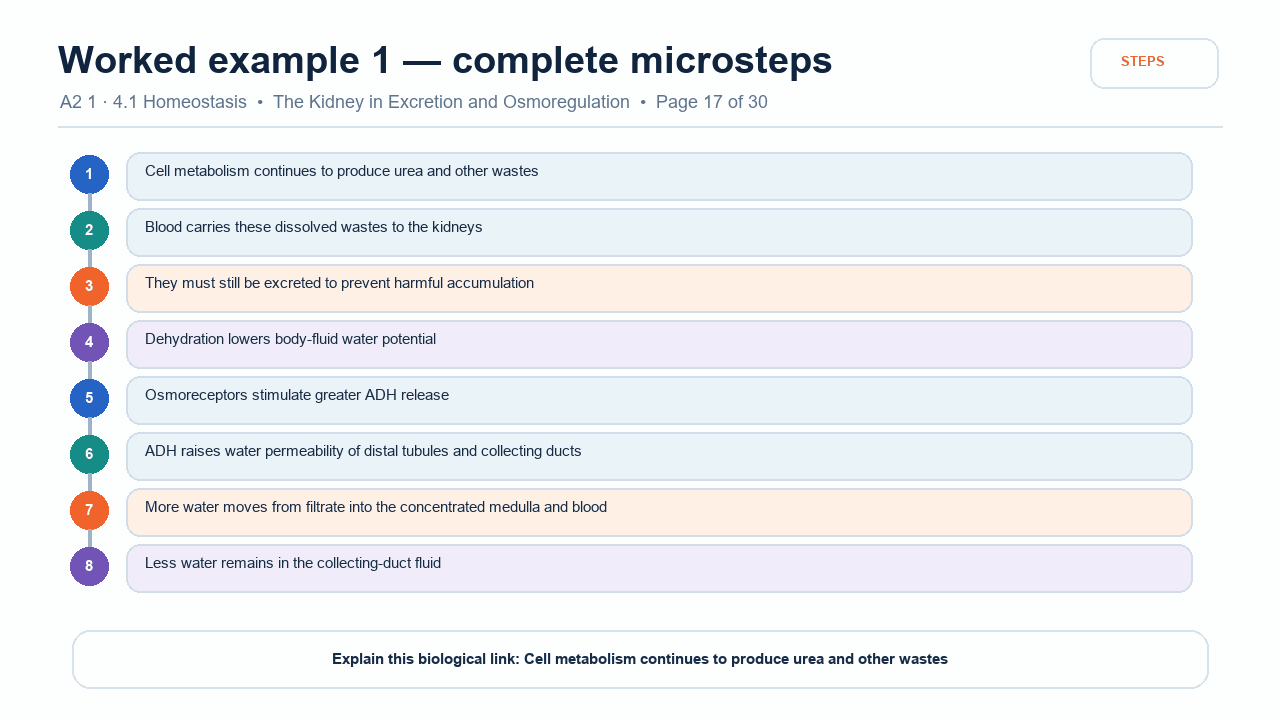 Worked example 1 — complete microsteps
STEPS
A2 1 · 4.1 Homeostasis • The Kidney in Excretion and Osmoregulation • Page 17 of 30
1 Cell metabolism continues to produce urea and other wastes
2 Blood carries these dissolved wastes to the kidneys
3 They must still be excreted to prevent harmful accumulation
4 Dehydration lowers body-fluid water potential
5 Osmoreceptors stimulate greater ADH release
6 ADH raises water permeability of distal tubules and collecting ducts
7 More water moves from filtrate into the concentrated medulla and blood
8 Less water remains in the collecting-duct fluid
Explain this biological link: Cell metabolism continues to produce urea and other wastes